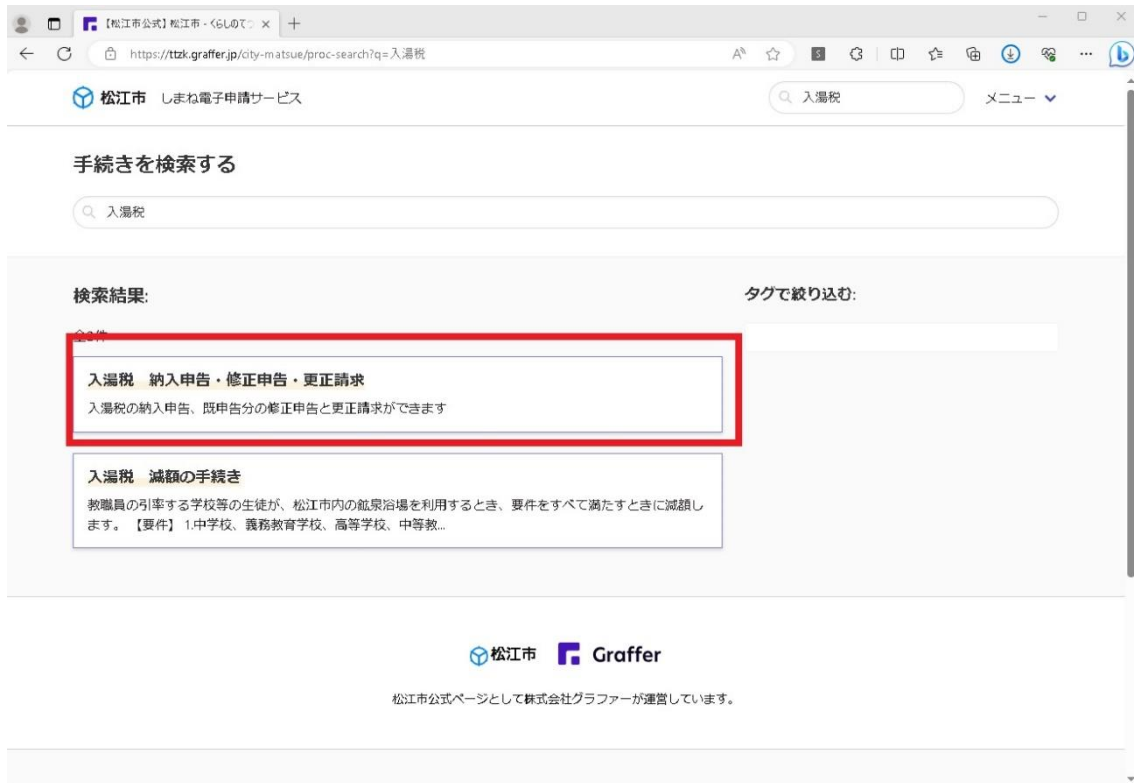 【松江市公式】松江市 - くらしのてつ
https://ttzk.graffer.jp/city-matsue/proc-search?q=入湯税
松江市 しまね電子申請サービス
入湯税
メニュー
手続きを検索する
入湯税
検索結果:
タグで絞り込む:
入湯税 納入申告・修正申告・更正請求
入湯税の納入申告、既申告分の修正申告と更正請求ができます
入湯税 減額の手続き
教職員の引率する学校等の生徒が、松江市内の鉱泉浴場を利用するとき、要件をすべて満たすときに減額し
ます。 【要件】 1.中学校、義務教育学校、高等学校、中等教...
松江市 Graffer
松江市公式ページとして株式会社グラファーが運営しています。